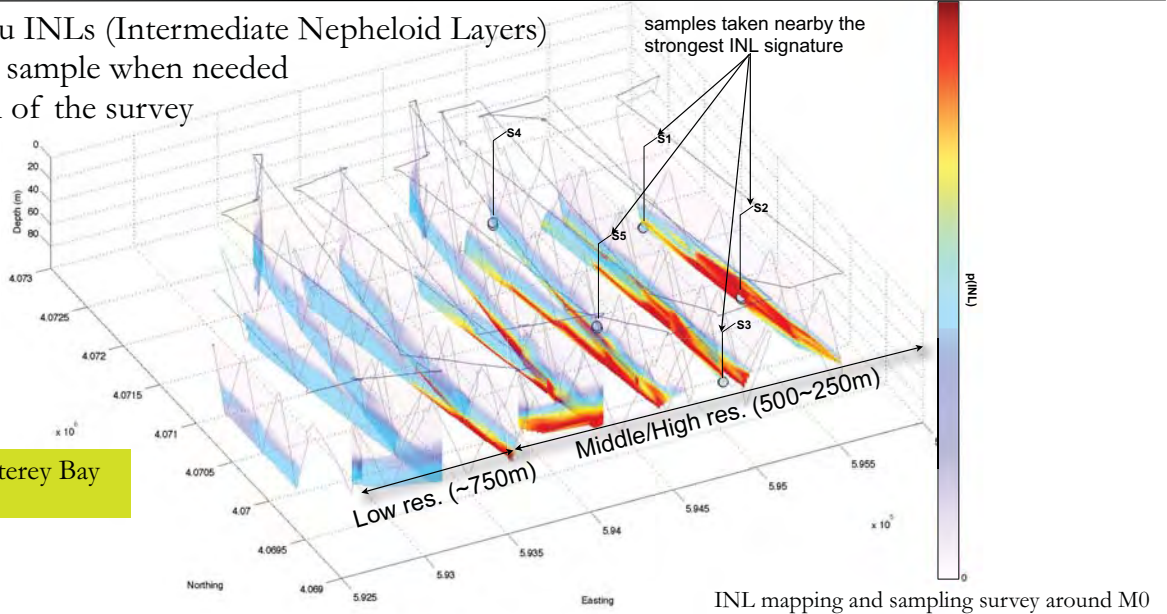 u INLs (Intermediate Nepheloid Layers)
sample when needed
of the survey
samples taken nearby the
strongest INL signature
S4
S1
S2
S5
S3
0
20
40
60
80
Depth (m)
4.073
4.0725
4.072
4.0715
4.071
4.0705
4.07
4.0695
4.069
x 10
Northing
terey Bay
Low res. (~750m)
Middle/High res. (500~250m)
5.925
5.93
5.935
5.94
5.945
5.95
5.955
x 10
Easting
p(INL)
0
INL mapping and sampling survey around M0